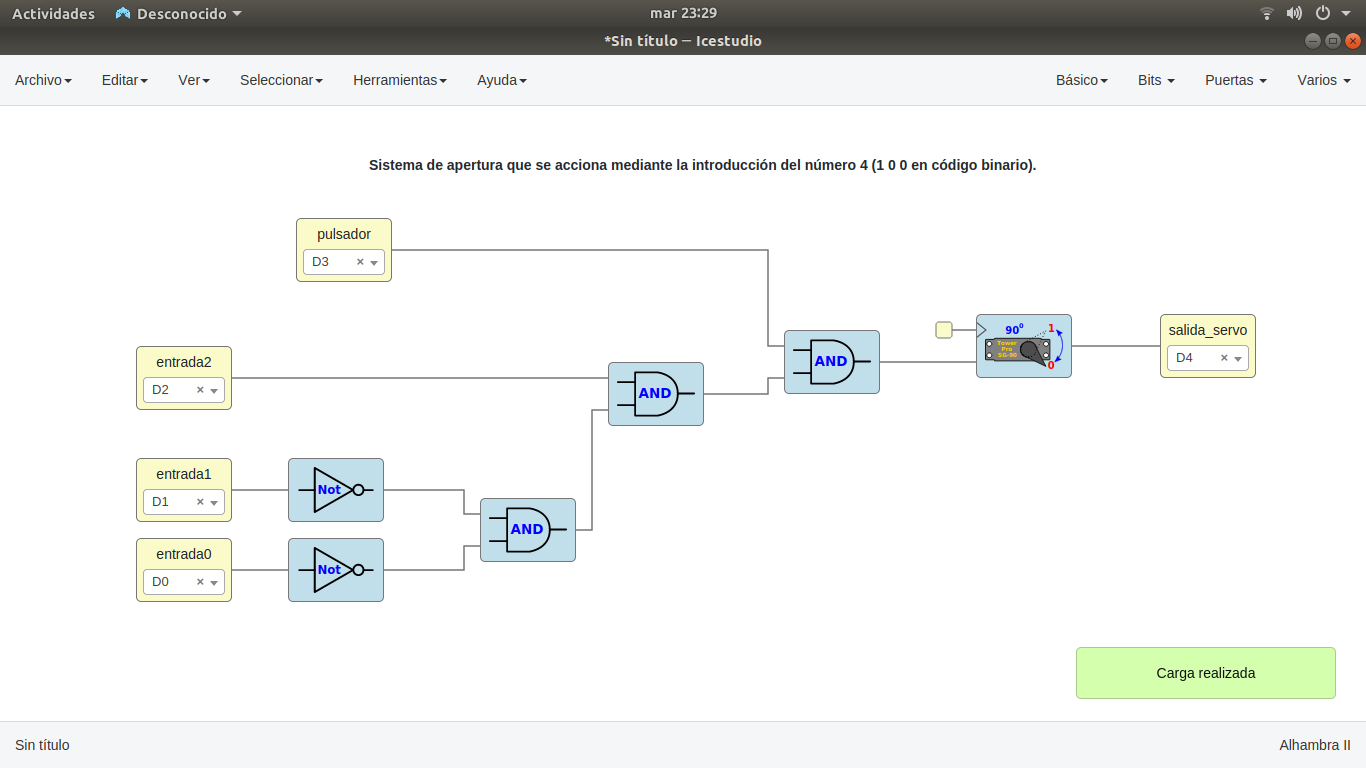 Actividades
Desconocido
mar 23:29
*Sin título – Icestudio
Archivo
Editar
Ver
Seleccionar
Herramientas
Ayuda
Básico
Bits
Puertas
Varios
Sistema de apertura que se acciona mediante la introducción del número 4 (1 0 0 en código binario).
pulsador
D3 ×
entrada2
D2 ×
AND
AND
90⁰
1
Tower
Pro
SG-90
0
salida_servo
D4 ×
entrada1
D1 ×
Not
AND
entrada0
D0 ×
Not
Carga realizada
Sin título
Alhambra II